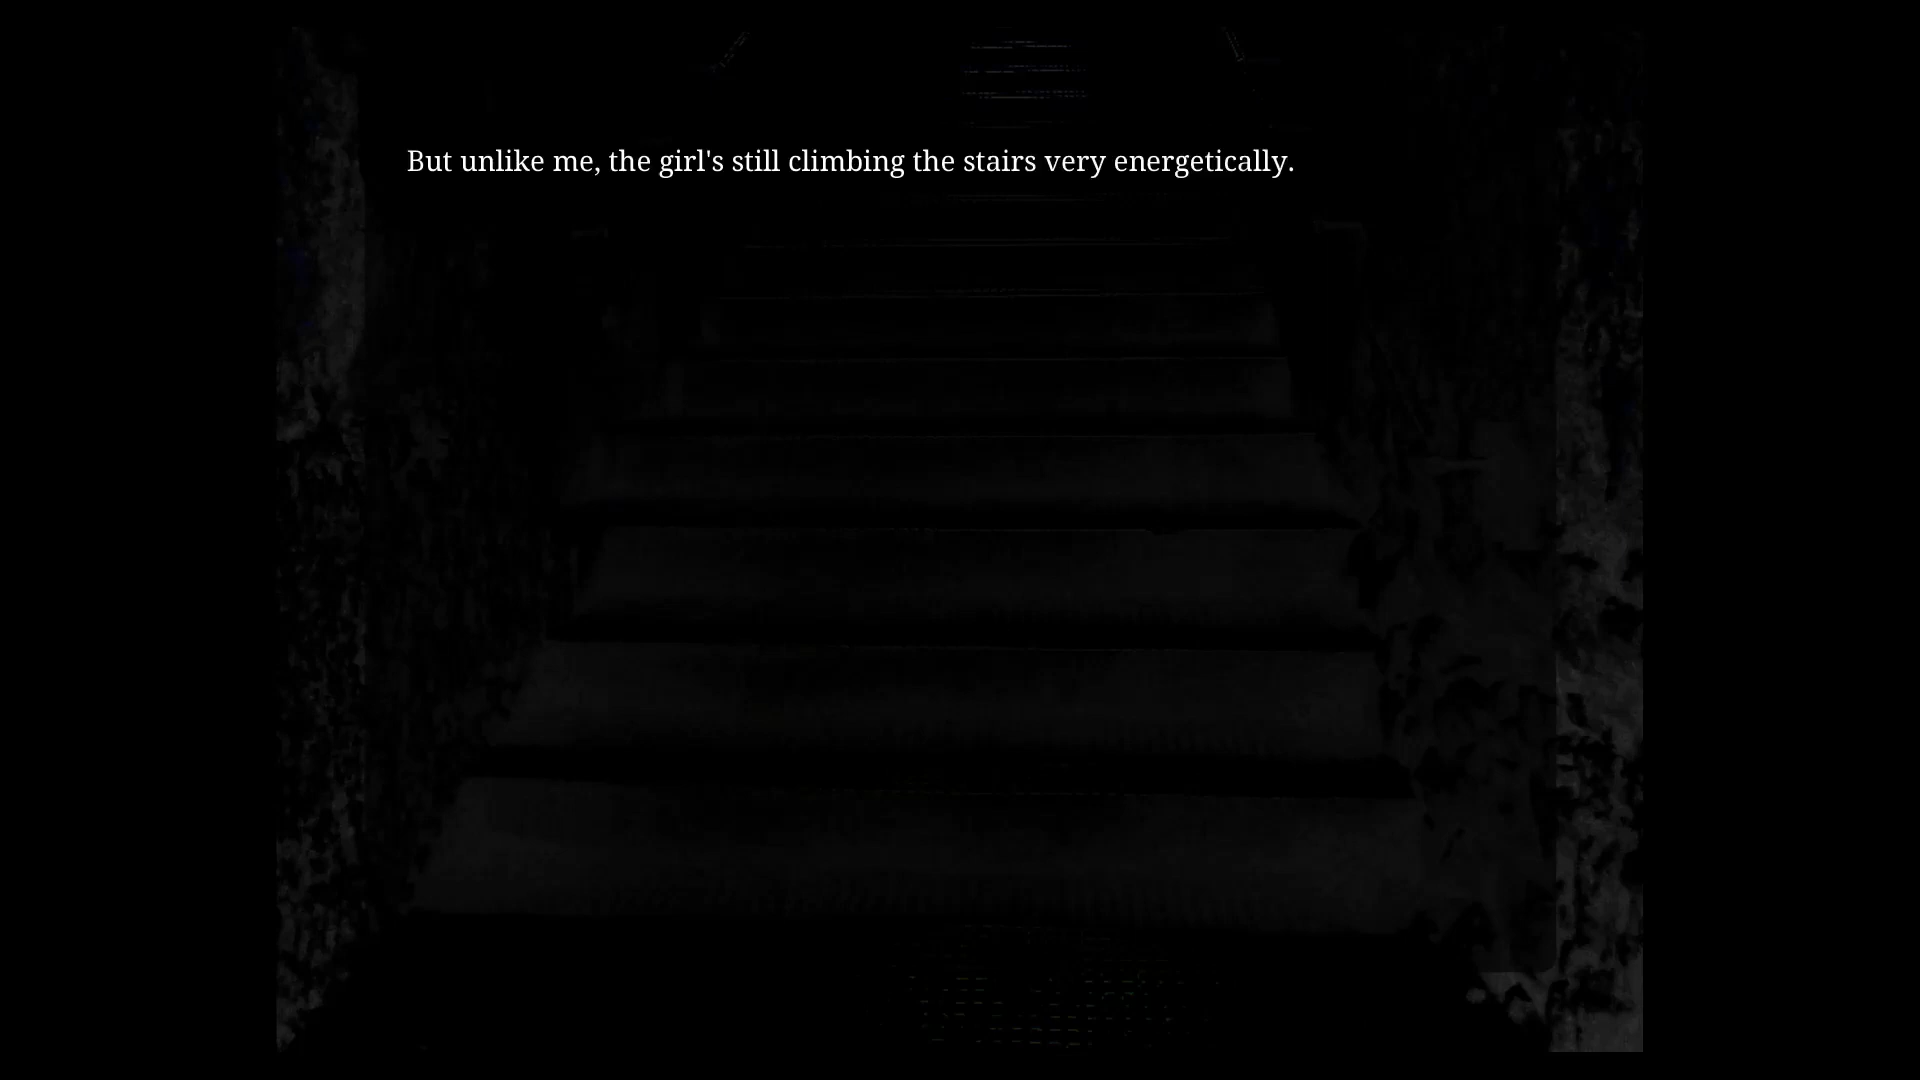 But unlike me, the girl's still climbing the stairs very energetically.